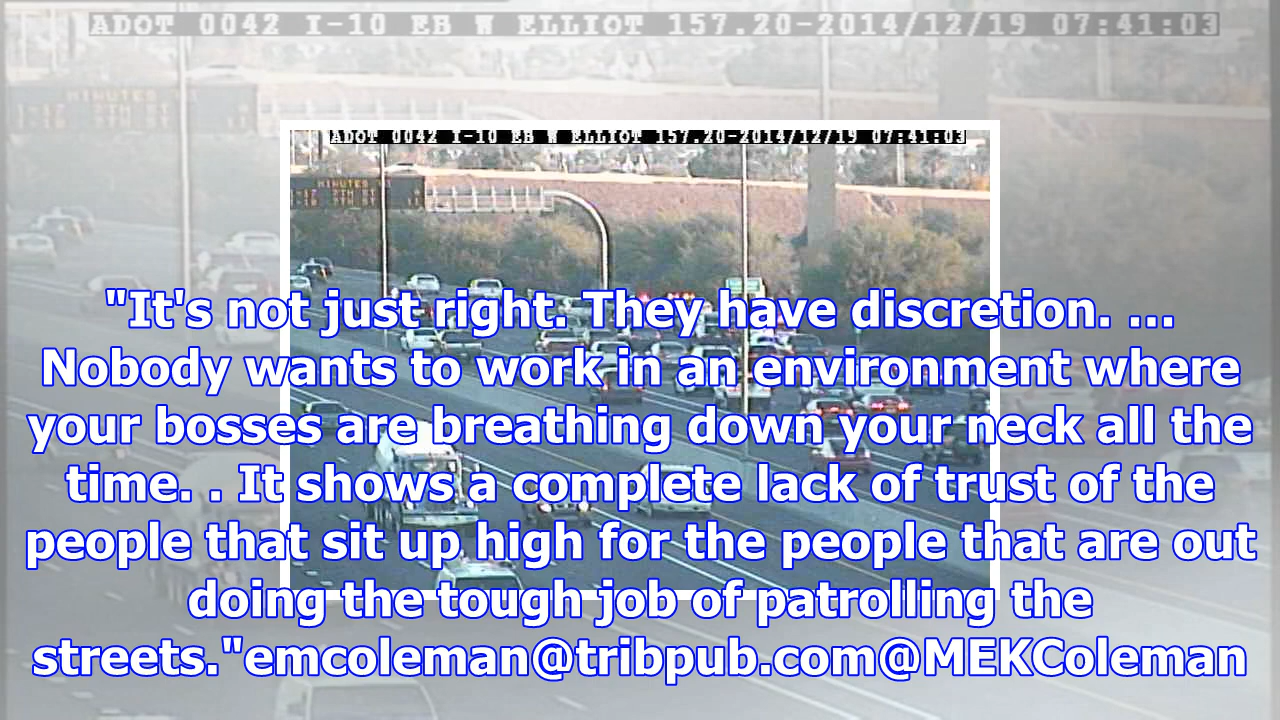 ADOT 0042 I-10 EB W ELLIOT 157.20-2014/12/19 07:41:03
ADOT 0042 I-10 EB W ELLIOT 157.20-2014/12/19 07:41:03
MINUTES
MINUTES
"It's not just right. They have discretion. ...
Nobody wants to work in an environment where
your bosses are breathing down your neck all the
time. . It shows a complete lack of trust of the
people that sit up high for the people that are out
doing the tough job of patrolling the
streets."emcoleman@tribpub.com@MEKColeman